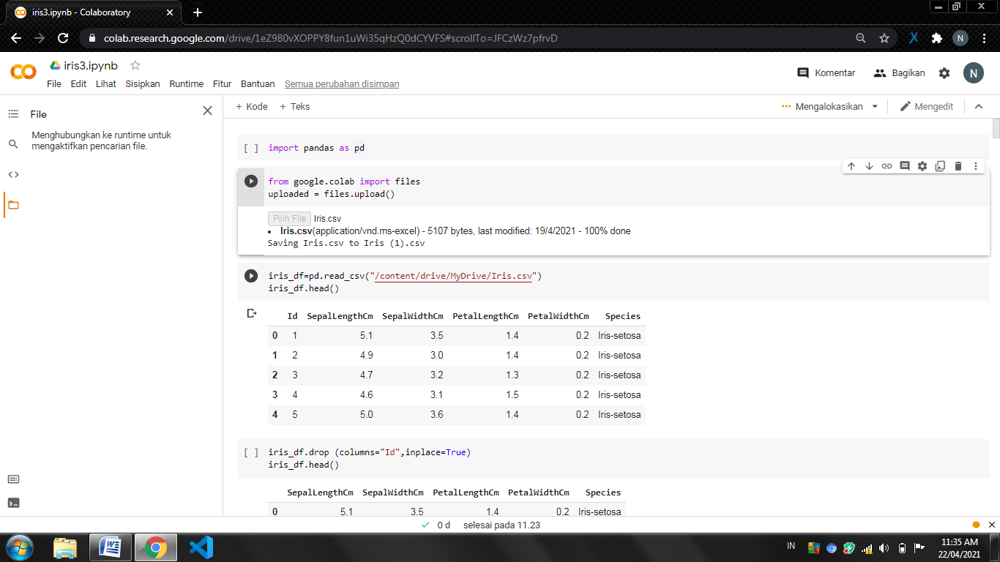 iris3.ipynb - Colaboratory
colab.research.google.com/drive/1eZ9B0vXOPPY8fun1uWi35qHzQ0dCYVFS#scrollTo=JFCzWz7pfrvD
N
iris3.ipynb
File Edit Lihat Sisipkan Runtime Fitur Bantuan Semua perubahan disimpan
Komentar Bagikan N
File
+ Kode + Teks
Mengalokasikan Mengedit
Menghubungkan ke runtime untuk
mengaktifkan pencarian file.
[ ] import pandas as pd
from google.colab import files
uploaded = files.upload()
Pilih File Iris.csv
• Iris.csv(application/vnd.ms-excel) - 5107 bytes, last modified: 19/4/2021 - 100% done
Saving Iris.csv to Iris (1).csv
iris_df=pd.read_csv("/content/drive/MyDrive/Iris.csv")
iris_df.head()
Id SepalLengthCm SepalWidthCm PetalLengthCm PetalWidthCm Species
0 1 5.1 3.5 1.4 0.2 Iris-setosa
1 2 4.9 3.0 1.4 0.2 Iris-setosa
2 3 4.7 3.2 1.3 0.2 Iris-setosa
3 4 4.6 3.1 1.5 0.2 Iris-setosa
4 5 5.0 3.6 1.4 0.2 Iris-setosa
[ ] iris_df.drop (columns="Id",inplace=True)
iris_df.head()
SepalLengthCm SepalWidthCm PetalLengthCm PetalWidthCm Species
0 5.1 3.5 1.4 0.2 Iris-setosa
0 d selesai pada 11.23
IN
11:35 AM
22/04/2021